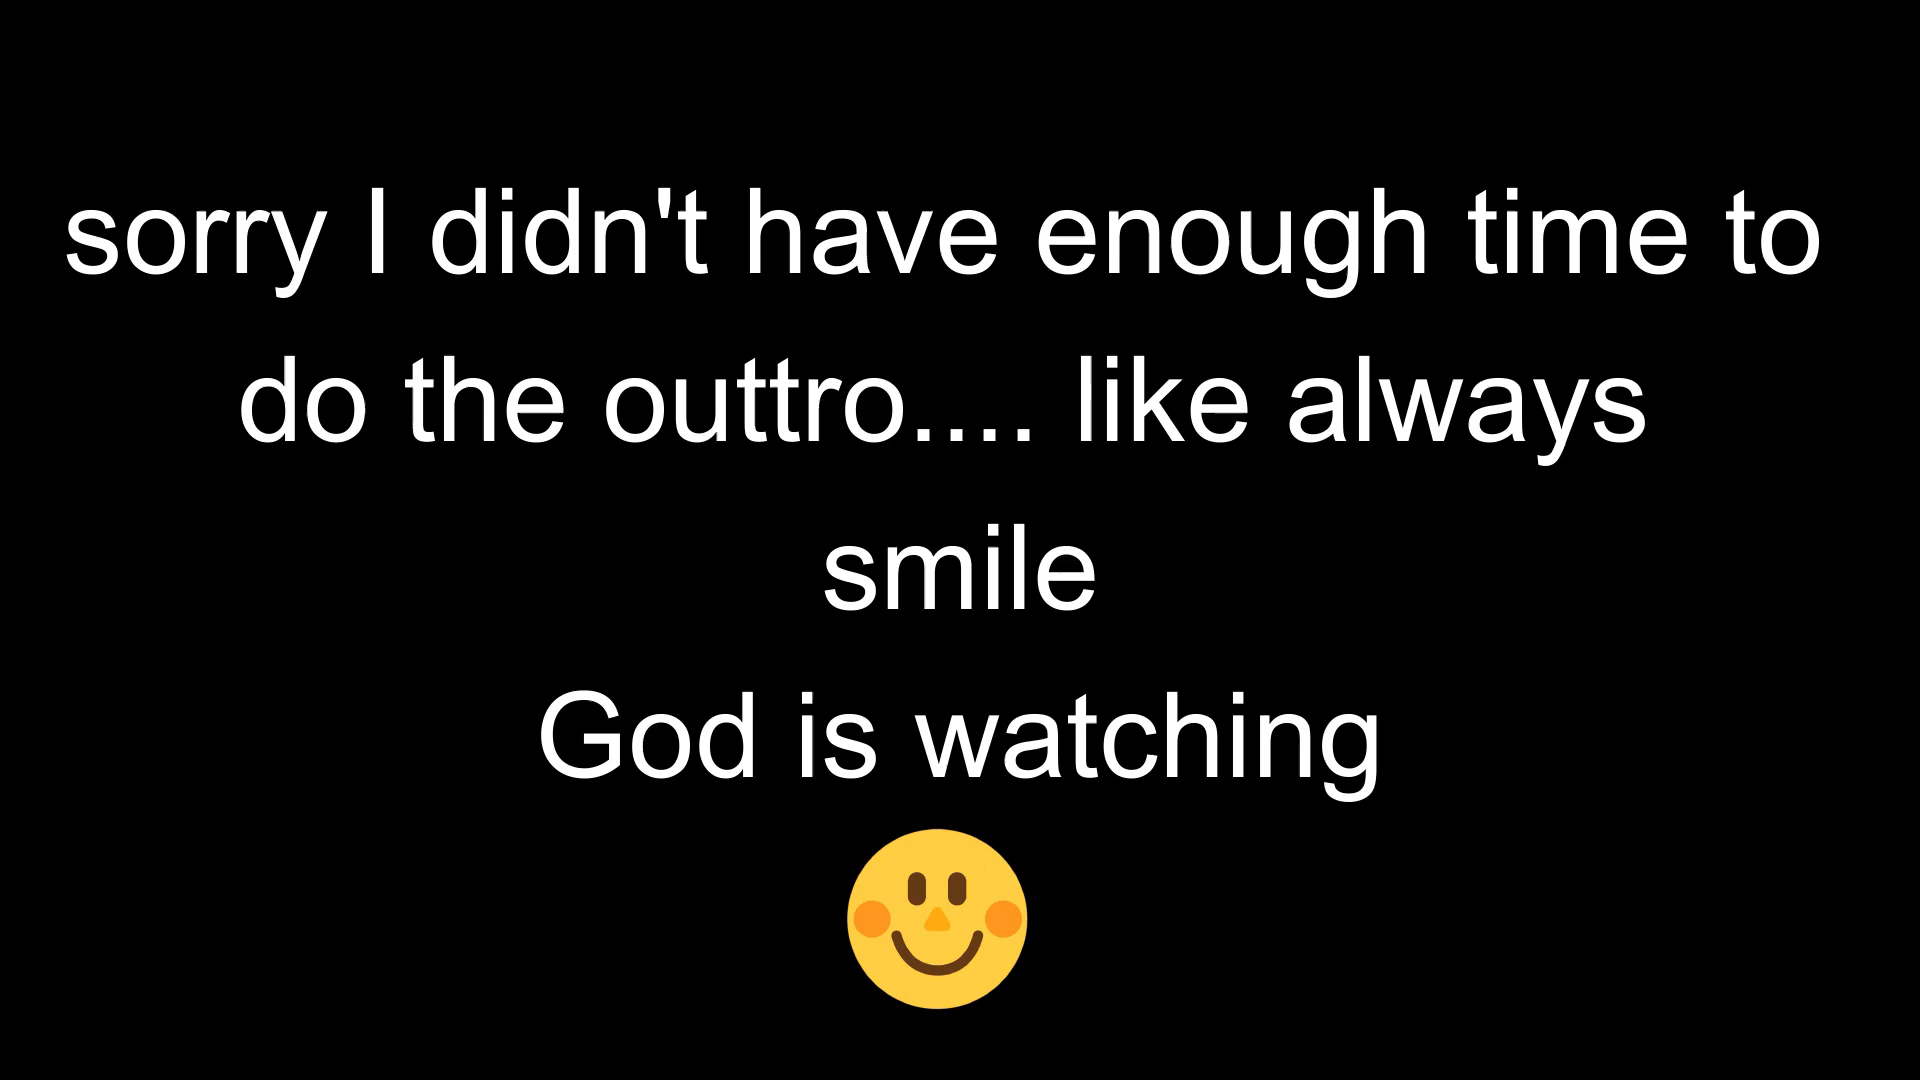 sorry I didn't have enough time to
do the outtro.... like always
smile
God is watching